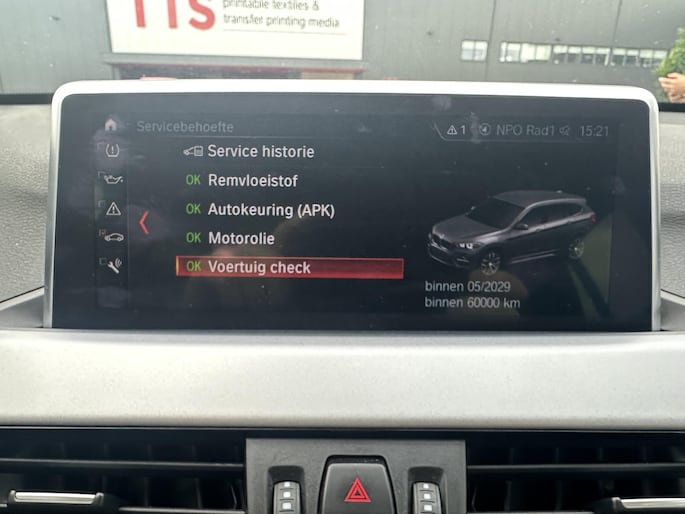 TTS
printable textiles &
transfer printing media
Servicebehoefte
1
NPO Rad1
15:21
Service historie
OK Remvloeistof
OK Autokeuring (APK)
OK Motorolie
OK Voertuig check
binnen 05/2029
binnen 60000 km